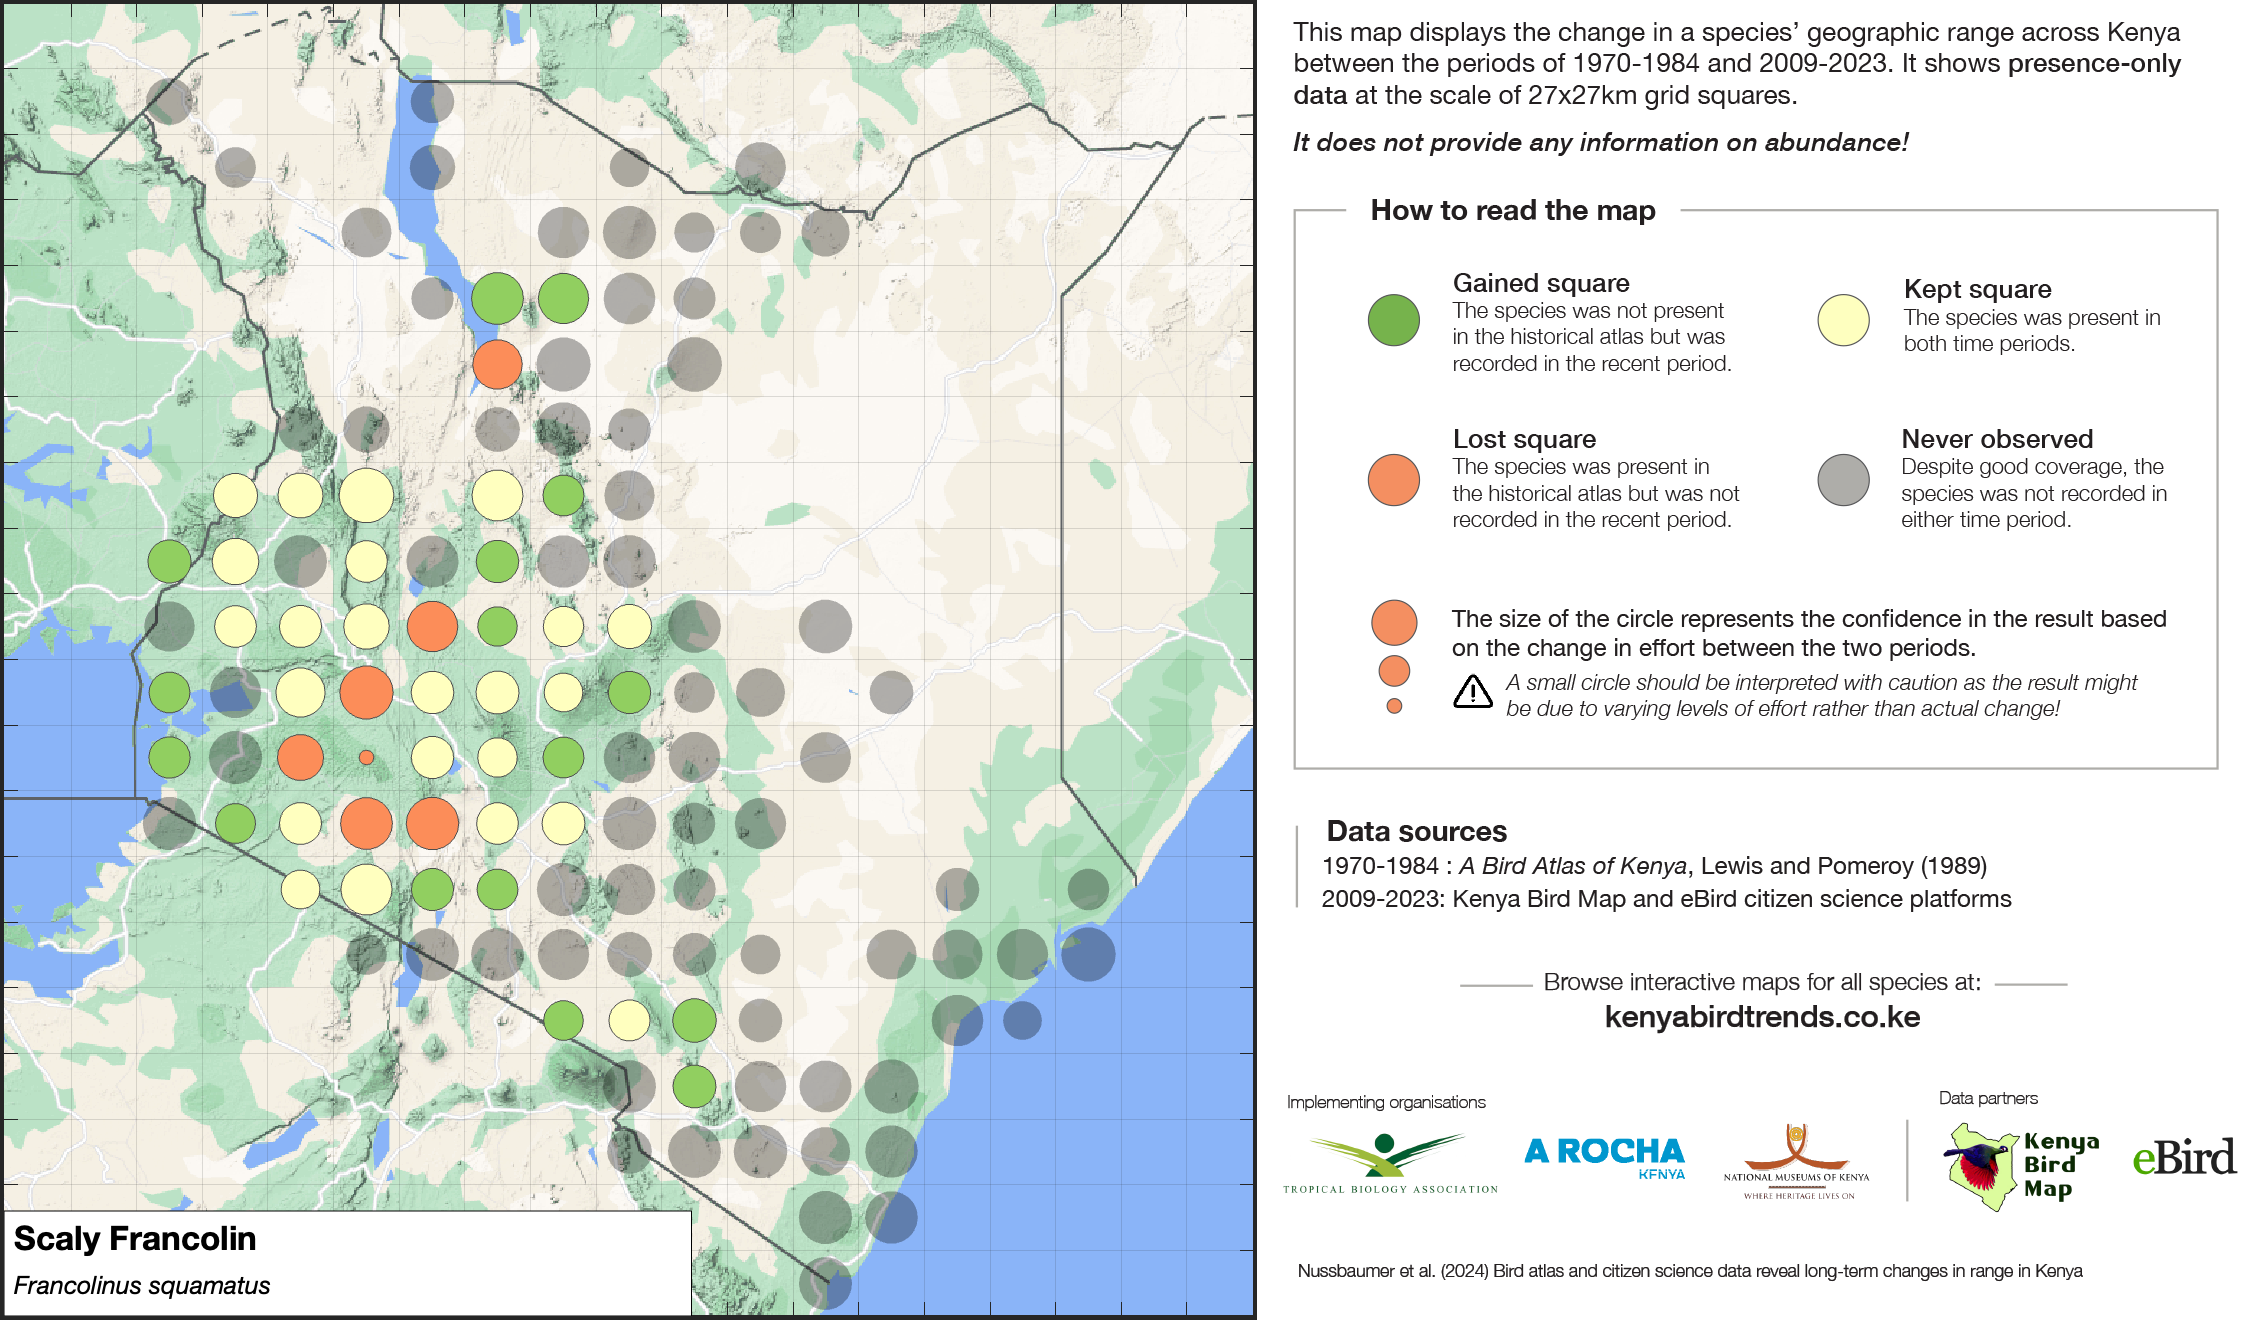 This map displays the change in a species’ geographic range across Kenya
between the periods of 1970-1984 and 2009-2023. It shows presence-only
data at the scale of 27x27km grid squares.
It does not provide any information on abundance!
How to read the map
Gained square
The species was not present
in the historical atlas but was
recorded in the recent period.
Kept square
The species was present in
both time periods.
Lost square
The species was present in
the historical atlas but was not
recorded in the recent period.
Never observed
Despite good coverage, the
species was not recorded in
either time period.
The size of the circle represents the confidence in the result based
on the change in effort between the two periods.
A small circle should be interpreted with caution as the result might
be due to varying levels of effort rather than actual change!
Data sources
1970-1984 : A Bird Atlas of Kenya, Lewis and Pomeroy (1989)
2009-2023: Kenya Bird Map and eBird citizen science platforms
Browse interactive maps for all species at:
kenyabirdtrends.co.ke
Implementing organisations
Data partners
TROPICAL BIOLOGY ASSOCIATION
A ROCHA
KENYA
NATIONAL MUSEUMS OF KENYA
WHERE HERITAGE LIVES ON
Kenya
Bird
Map
eBird
Scaly Francolin
Francolinus squamatus
Nussbaumer et al. (2024) Bird atlas and citizen science data reveal long-term changes in range in Kenya